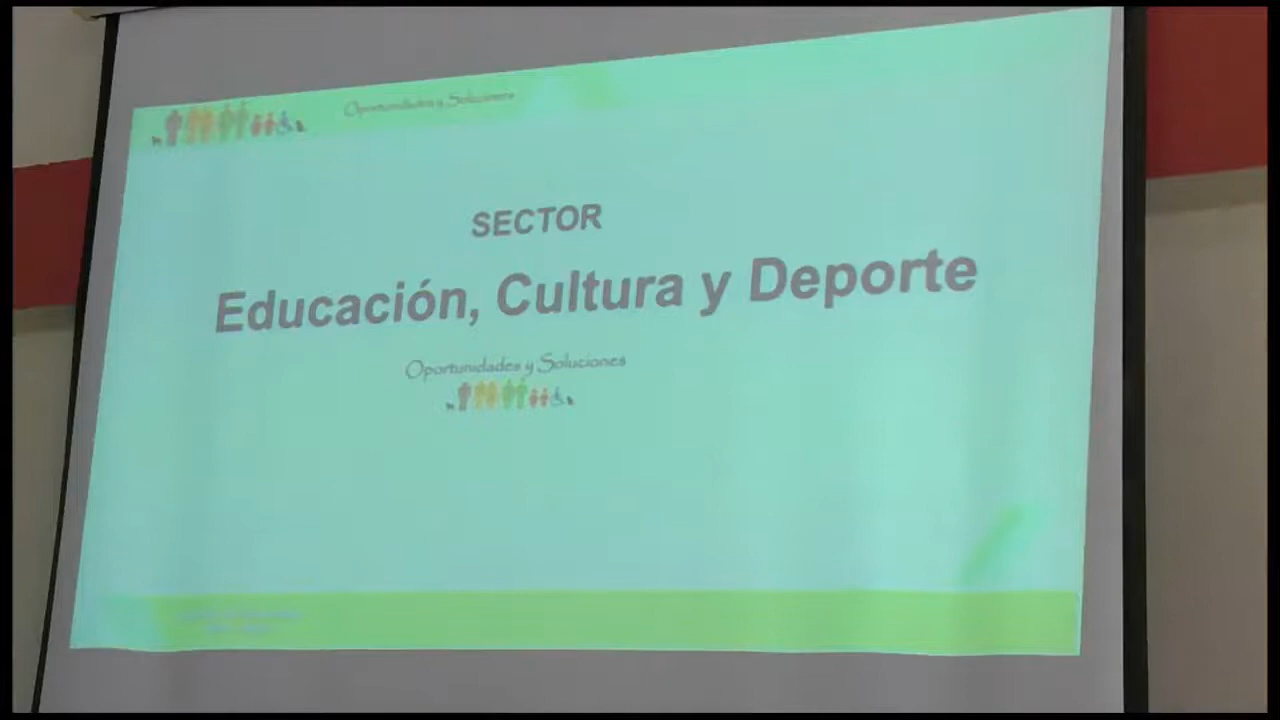 Oportunidades y Soluciones
SECTOR
Educación, Cultura y Deporte
Oportunidades y Soluciones